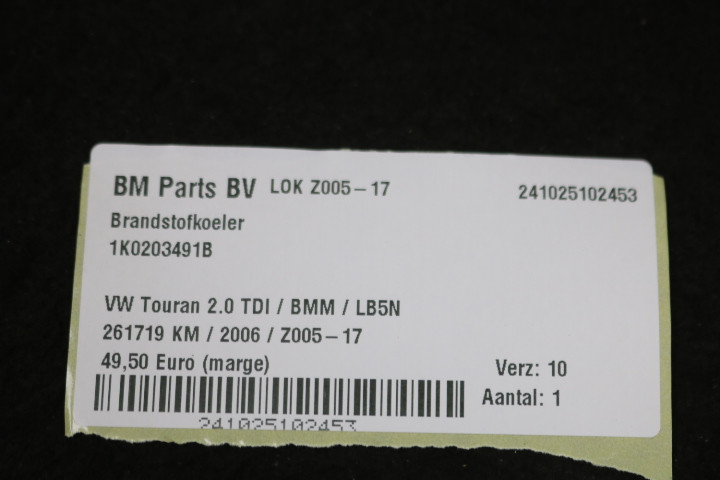 BM Parts BV LOK Z005-17 241025102453
Brandstofkoeler
1K0203491B
VW Touran 2.0 TDI / BMM / LB5N
261719 KM / 2006 / Z005-17
49,50 Euro (marge)
Verz: 10
Aantal: 1
241025102453